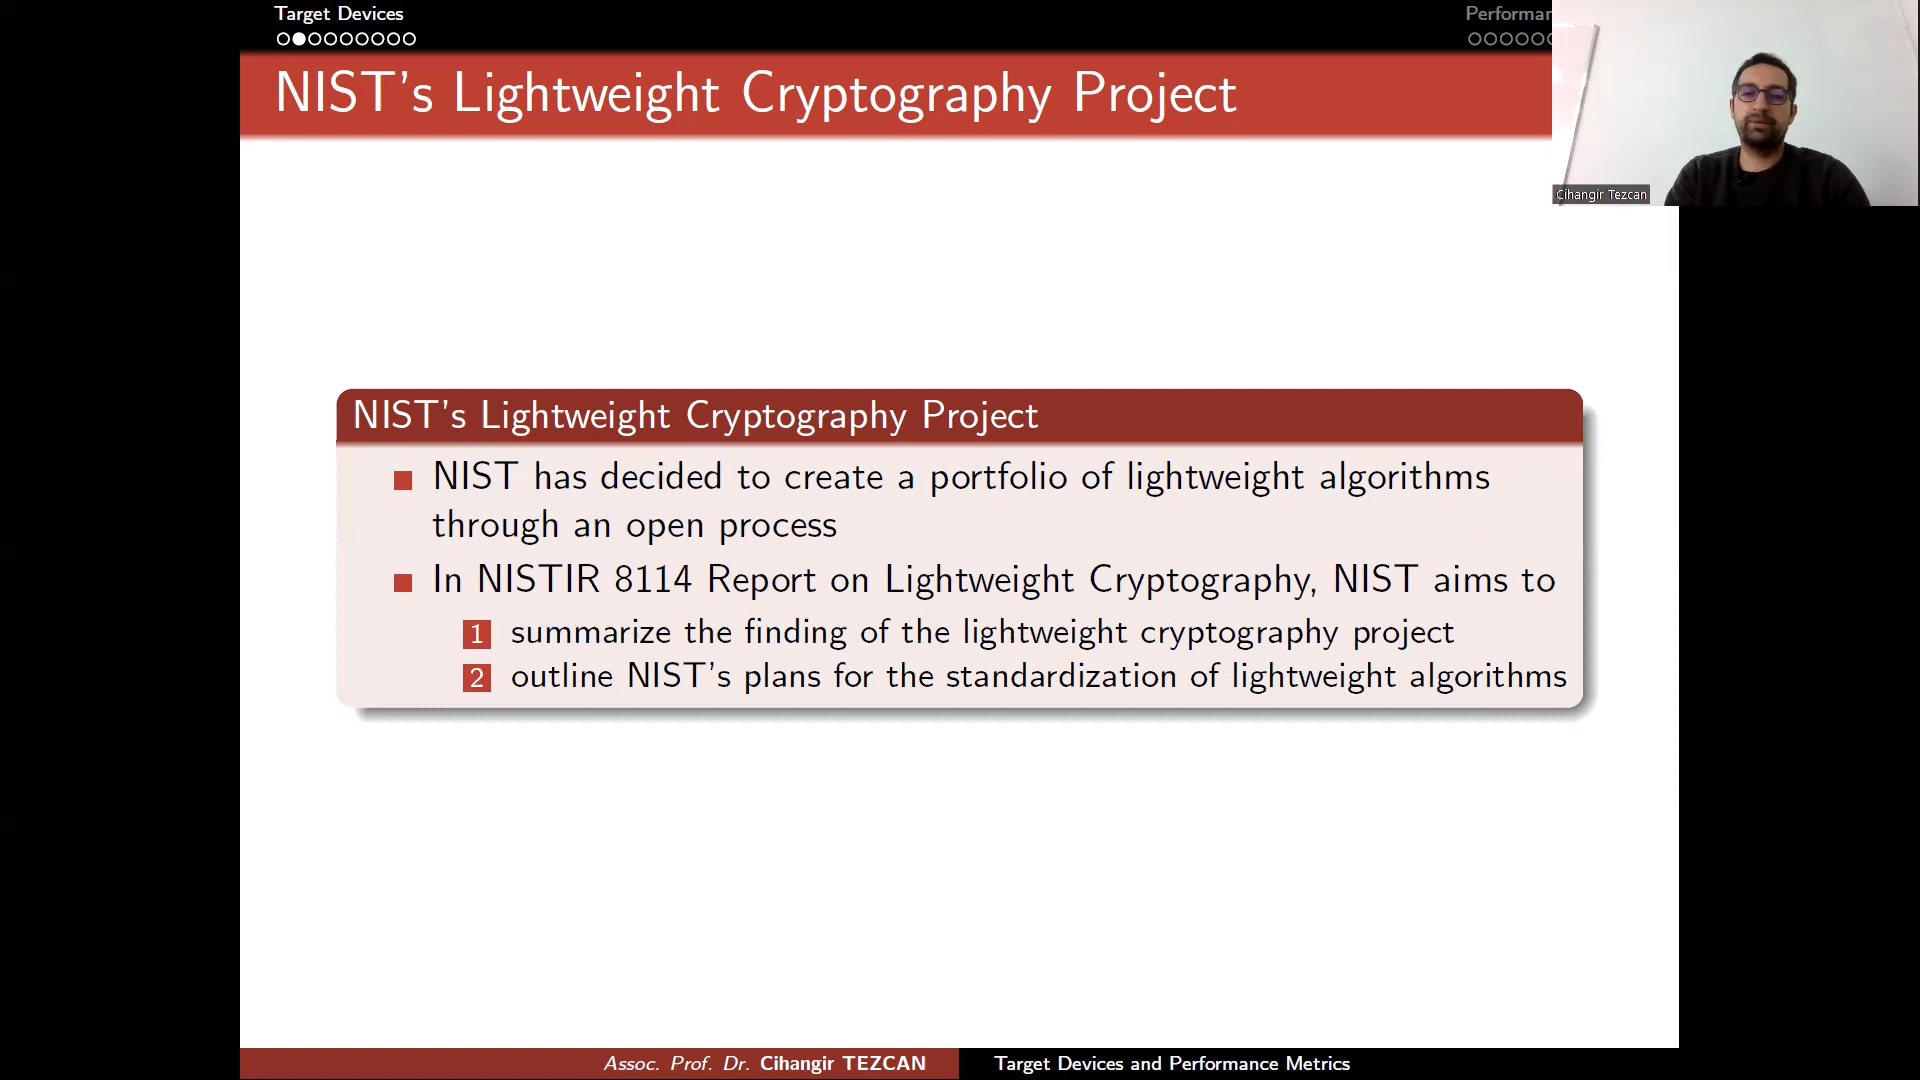 Target Devices
NIST's Lightweight Cryptography Project
Cihangir Tezcan
NIST's Lightweight Cryptography Project
NIST has decided to create a portfolio of lightweight algorithms
through an open process
In NISTIR 8114 Report on Lightweight Cryptography, NIST aims to
1 summarize the finding of the lightweight cryptography project
2 outline NIST's plans for the standardization of lightweight algorithms
Assoc. Prof. Dr. Cihangir TEZCAN
Target Devices and Performance Metrics